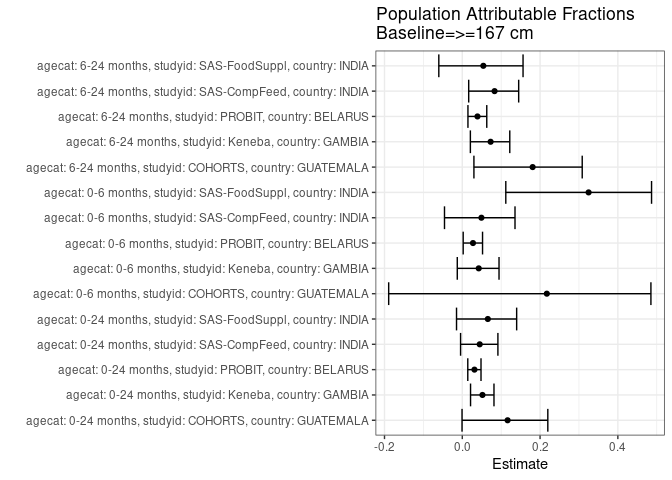 Population Attributable Fractions
Baseline=>=167 cm
agecat: 6-24 months, studyid: SAS-FoodSuppl, country: INDIA
agecat: 6-24 months, studyid: SAS-CompFeed, country: INDIA
agecat: 6-24 months, studyid: PROBIT, country: BELARUS
agecat: 6-24 months, studyid: Keneba, country: GAMBIA
agecat: 6-24 months, studyid: COHORTS, country: GUATEMALA
agecat: 0-6 months, studyid: SAS-FoodSuppl, country: INDIA
agecat: 0-6 months, studyid: SAS-CompFeed, country: INDIA
agecat: 0-6 months, studyid: PROBIT, country: BELARUS
agecat: 0-6 months, studyid: Keneba, country: GAMBIA
agecat: 0-6 months, studyid: COHORTS, country: GUATEMALA
agecat: 0-24 months, studyid: SAS-FoodSuppl, country: INDIA
agecat: 0-24 months, studyid: SAS-CompFeed, country: INDIA
agecat: 0-24 months, studyid: PROBIT, country: BELARUS
agecat: 0-24 months, studyid: Keneba, country: GAMBIA
agecat: 0-24 months, studyid: COHORTS, country: GUATEMALA
-0.2 0.0 0.2 0.4
Estimate